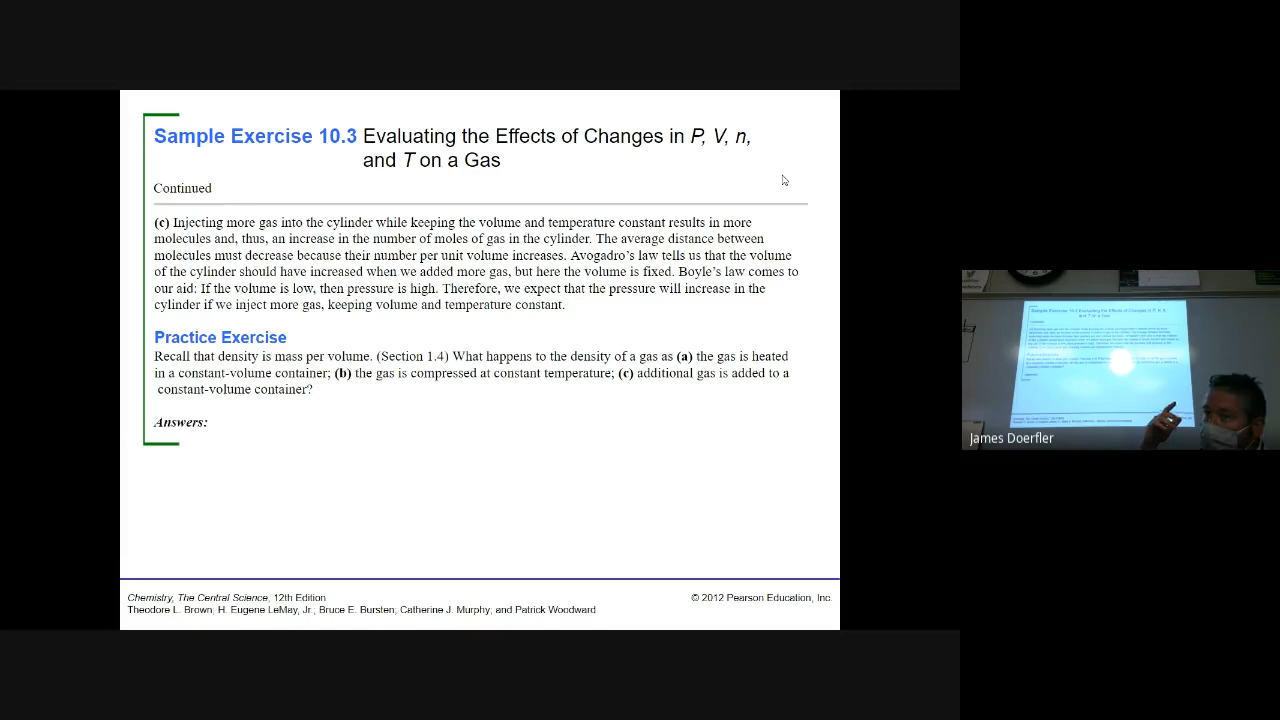 Sample Exercise 10.3 Evaluating the Effects of Changes in P, V, n,
and T on a Gas
Continued
(c) Injecting more gas into the cylinder while keeping the volume and temperature constant results in more
molecules and, thus, an increase in the number of moles of gas in the cylinder. The average distance between
molecules must decrease because their number per unit volume increases. Avogadro's law tells us that the volume
of the cylinder should have increased when we added more gas, but here the volume is fixed. Boyle's law comes to
our aid: If the volume is low, then pressure is high. Therefore, we expect that the pressure will increase in the
cylinder if we inject more gas, keeping volume and temperature constant.
Practice Exercise
Recall that density is mass per volume. (Section 1.4) What happens to the density of a gas as (a) the gas is heated
in a constant-volume container; (b) the gas is compressed at constant temperature; (c) additional gas is added to a
constant-volume container?
Answers:
Chemistry, The Central Science, 12th Edition
Theodore L. Brown; H. Eugene LeMay, Jr.; Bruce E. Bursten; Catherine J. Murphy; and Patrick Woodward
© 2012 Pearson Education, Inc.
James Doerfler